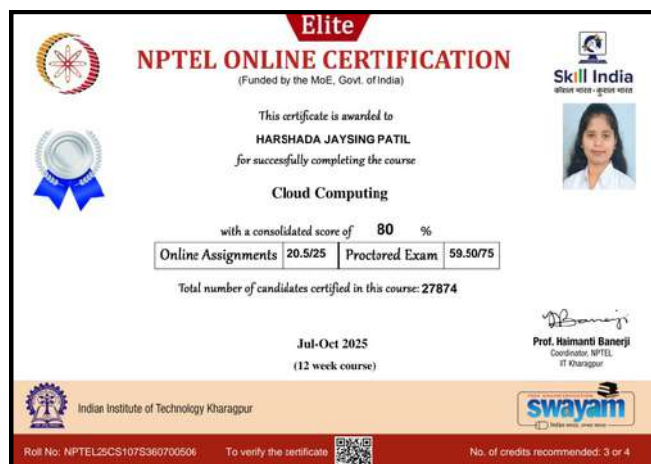 Elite
NPTEL ONLINE CERTIFICATION
(Funded by the MoE, Govt. of India)
Skill India
कौशल भारत - कुशल भारत
This certificate is awarded to
HARSHADA JAYSING PATIL
for successfully completing the course
Cloud Computing
with a consolidated score of 80 %
Online Assignments 20.5/25 Proctored Exam 59.50/75
Total number of candidates certified in this course: 27874
Jul-Oct 2025
(12 week course)
Prof. Haimanti Banerji
Coordinator, NPTEL
IIT Kharagpur
Indian Institute of Technology Kharagpur
swayam
Roll No: NPTEL25CS107S360700506 To verify the certificate No. of credits recommended: 3 or 4